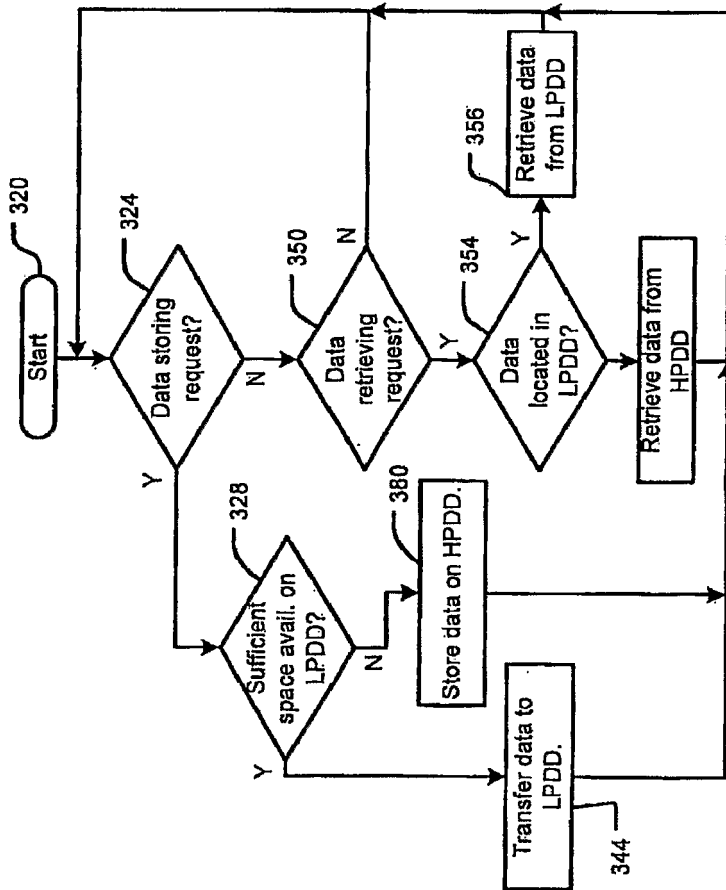 Start
320
Data storing
request?
324
Y
N
Sufficient
space avail. on
LPDD?
328
Y
N
Data
retrieving
request?
350
N
Y
Store data on HPDD.
380
Data
located in
LPDD?
354
Y
Retrieve data
from LPDD
356
Transfer data to
LPDD.
344
Retrieve data from
HPDD